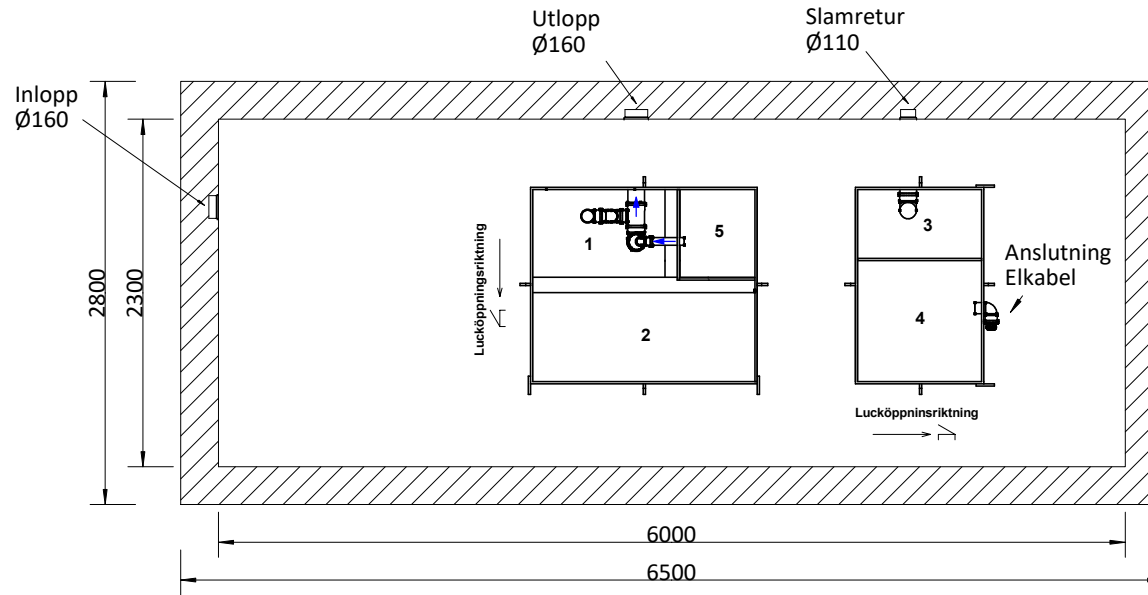 Utlopp
Ø160
Slamretur
Ø110
Inlopp
Ø160
2800
2300
Lucköppningsriktning
1
5
2
3
4
Anslutning
Elkabel
Lucköppninsriktning
6000
6500